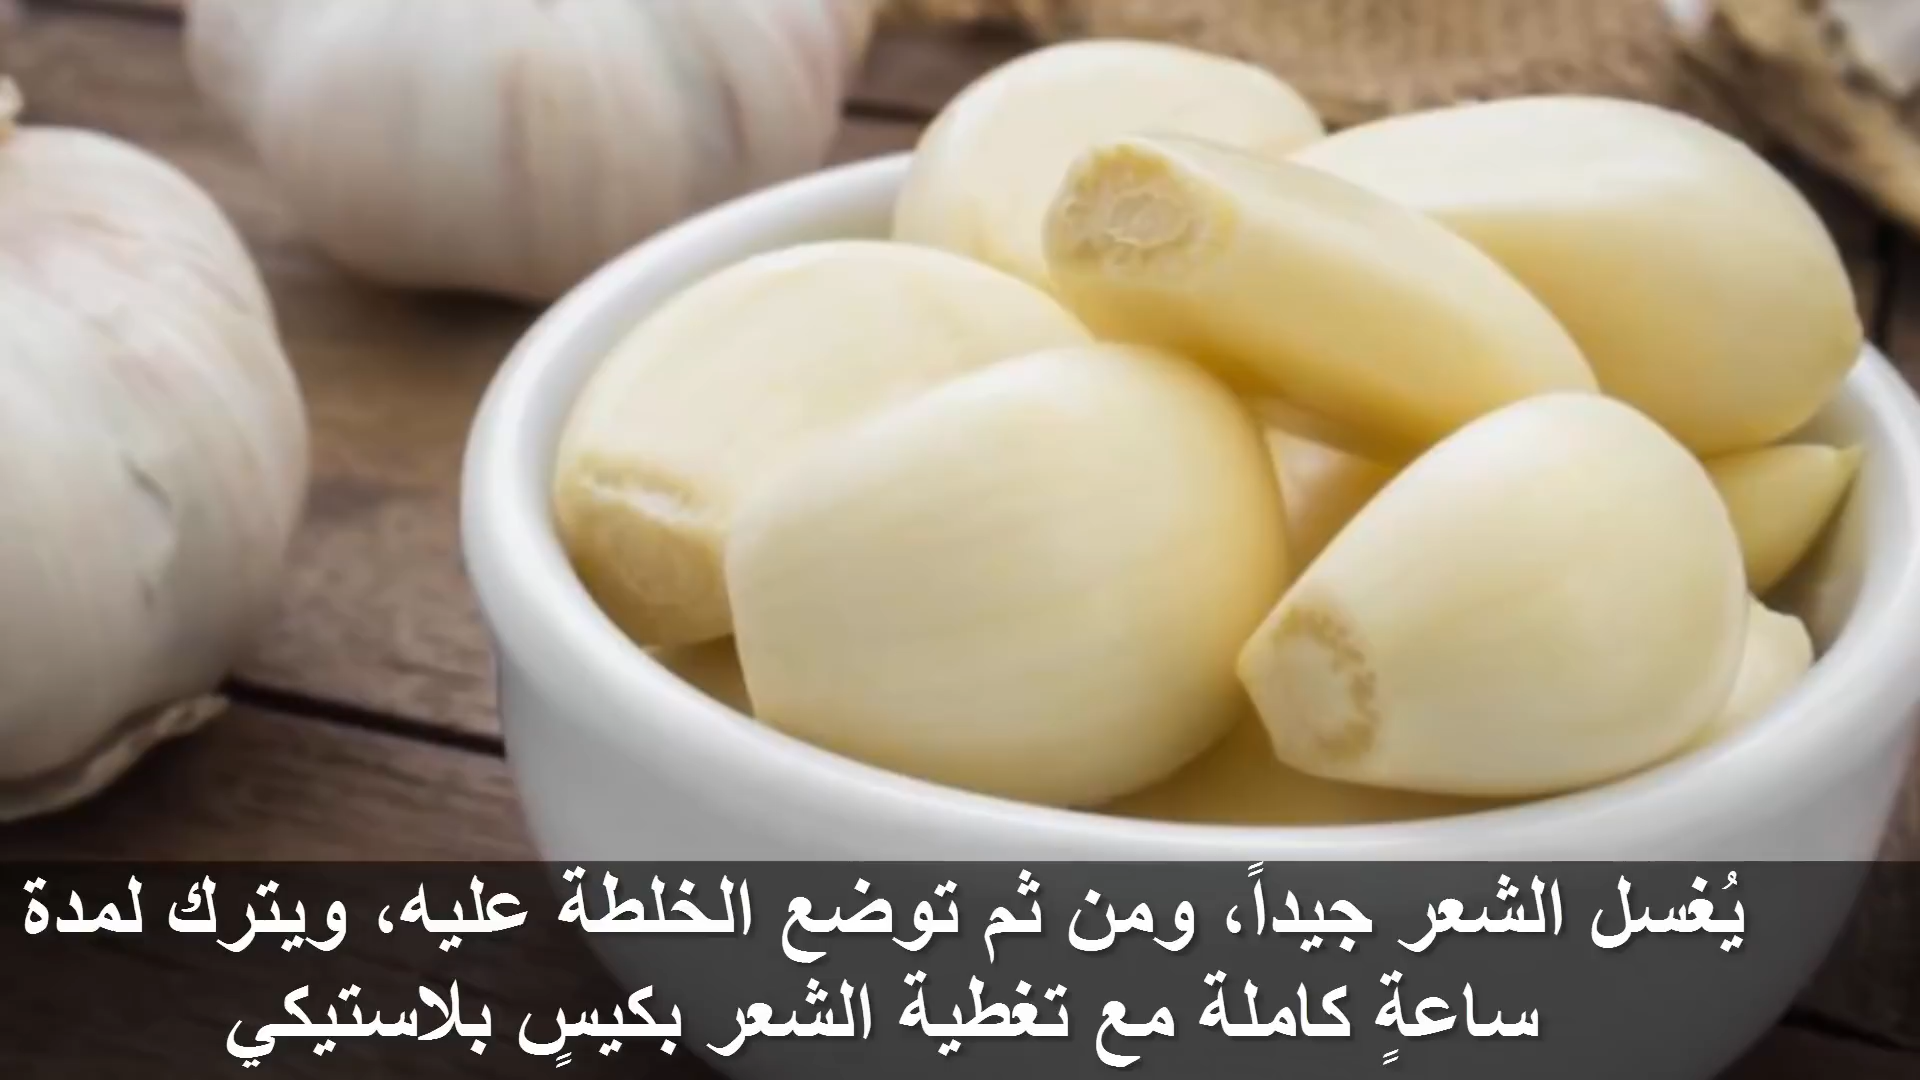 يُغسل الشعر جيداً، ومن ثم توضع الخلطة عليه، ويترك لمدة
ساعةٍ كاملة مع تغطية الشعر بكيسٍ بلاستيكي